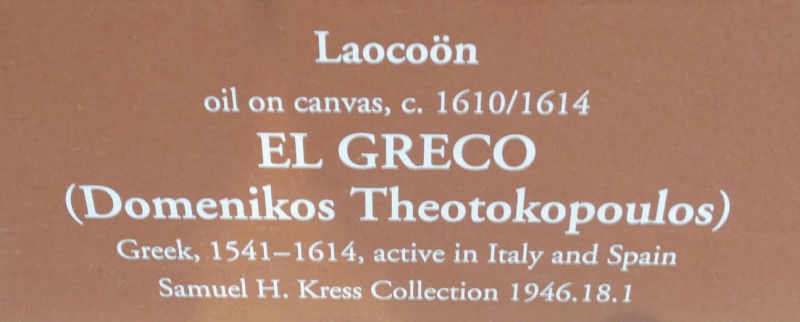 Laocoön
oil on canvas, c. 1610/1614
EL GRECO
(Domenikos Theotokopoulos)
Greek, 1541–1614, active in Italy and Spain
Samuel H. Kress Collection 1946.18.1